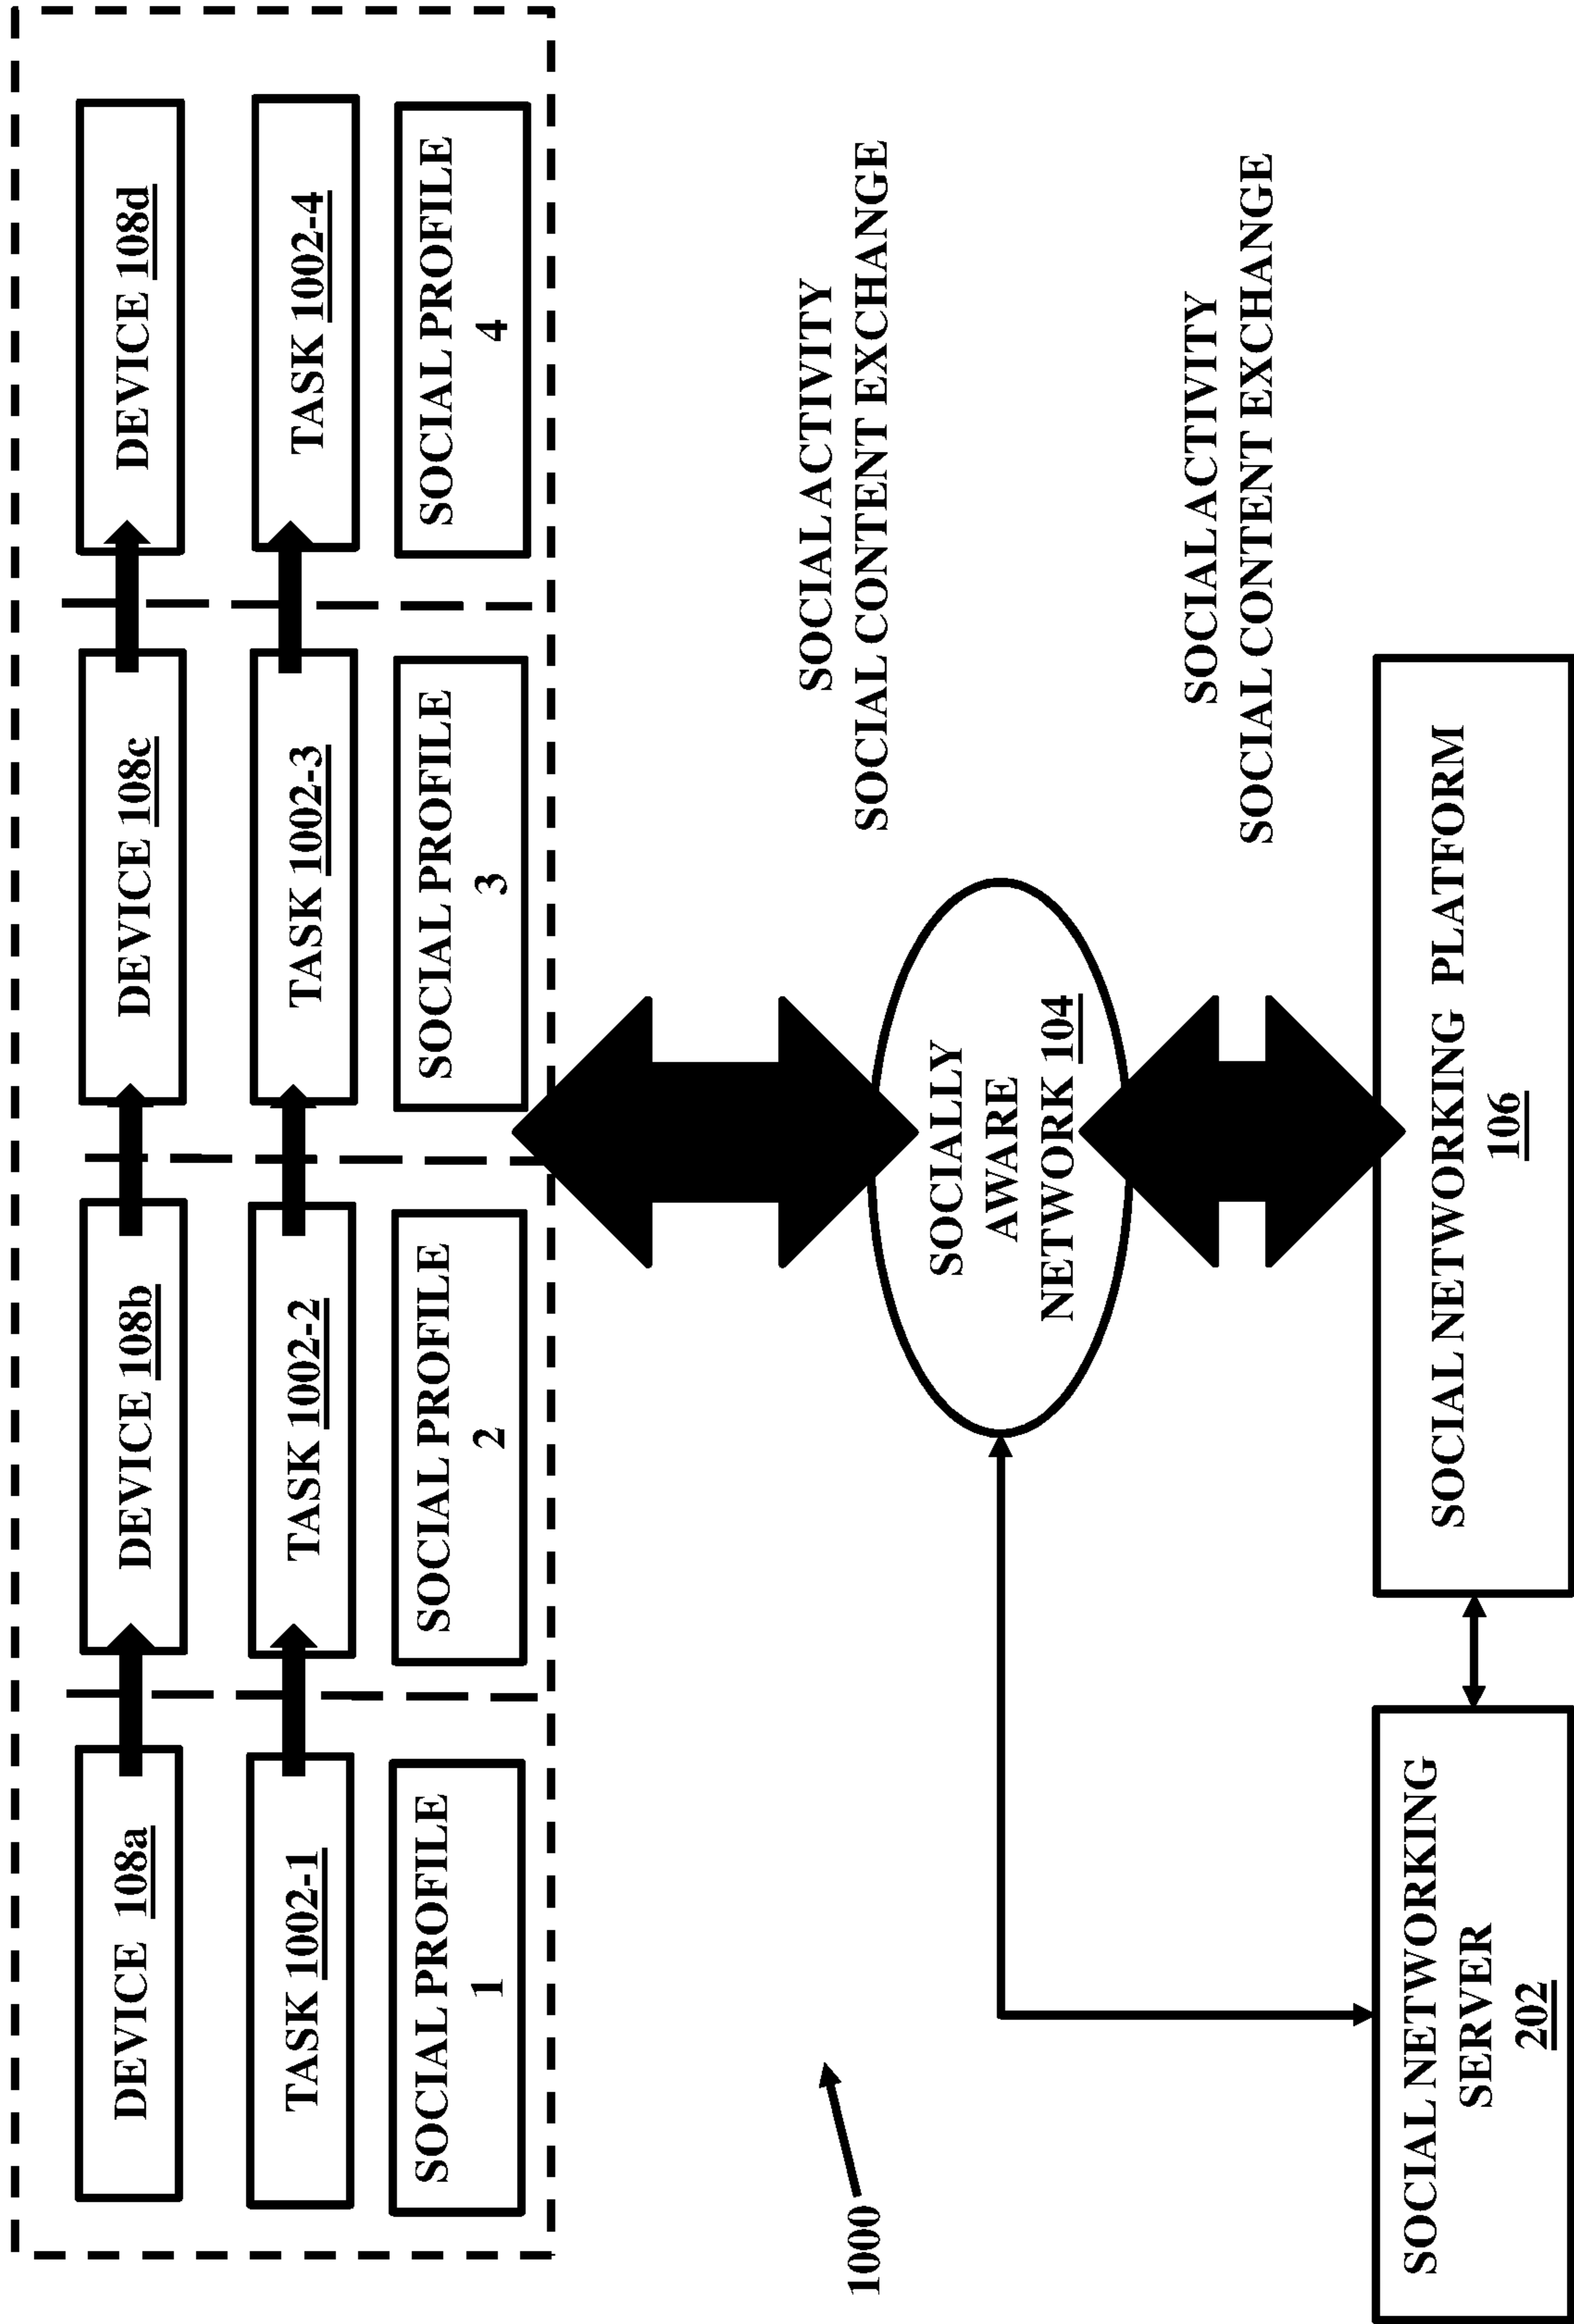 DEVICE 108a
DEVICE 108b
DEVICE 108c
DEVICE 108d
TASK 1002-1
TASK 1002-2
TASK 1002-3
TASK 1002-4
SOCIAL PROFILE
1
SOCIAL PROFILE
2
SOCIAL PROFILE
3
SOCIAL PROFILE
4
SOCIAL ACTIVITY
SOCIAL CONTENT EXCHANGE
1000
SOCIALLY
AWARE
NETWORK 104
SOCIAL ACTIVITY
SOCIAL CONTENT EXCHANGE
SOCIAL NETWORKING
SERVER
202
SOCIAL NETWORKING PLATFORM
106